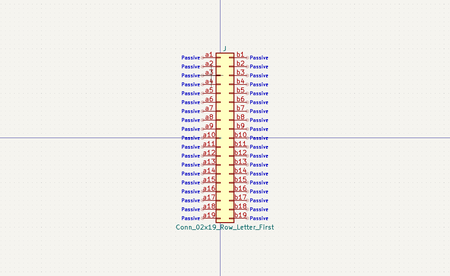 J
Passive a1 b1 Passive
Passive a2 b2 Passive
Passive a3 b3 Passive
Passive a4 b4 Passive
Passive a5 b5 Passive
Passive a6 b6 Passive
Passive a7 b7 Passive
Passive a8 b8 Passive
Passive a9 b9 Passive
Passive a10 b10 Passive
Passive a11 b11 Passive
Passive a12 b12 Passive
Passive a13 b13 Passive
Passive a14 b14 Passive
Passive a15 b15 Passive
Passive a16 b16 Passive
Passive a17 b17 Passive
Passive a18 b18 Passive
Passive a19 b19 Passive
Conn_02x19_Row_Letter_First